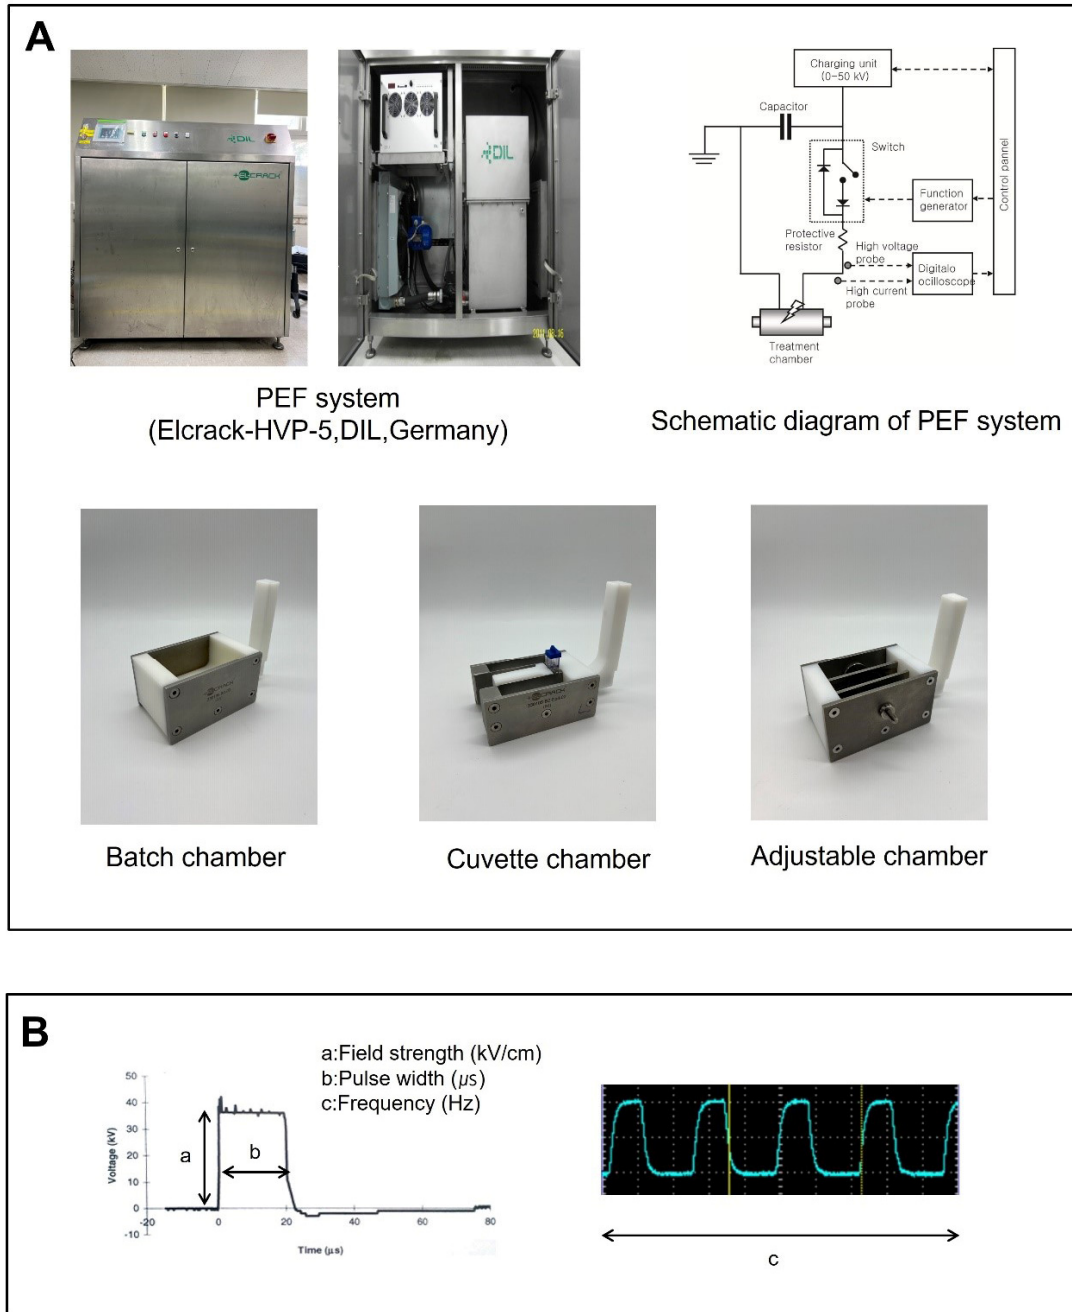 A
DIL
ELCRACK
DIL
PEF system
(Elcrack-HVP-5,DIL,Germany)
Charging unit
(0–50 kV)
Capacitor
Switch
Function
generator
Protective
resistor
High voltage
probe
Digitalo
ocilloscope
High current
probe
Treatment
chamber
Control pannel
Schematic diagram of PEF system
Batch chamber
Cuvette chamber
Adjustable chamber
B
a:Field strength (kV/cm)
b:Pulse width (μs)
c:Frequency (Hz)
Voltage (kV)
50
40
30
20
10
0
-10
-20
0
20
40
60
80
Time (μs)
a
b
c